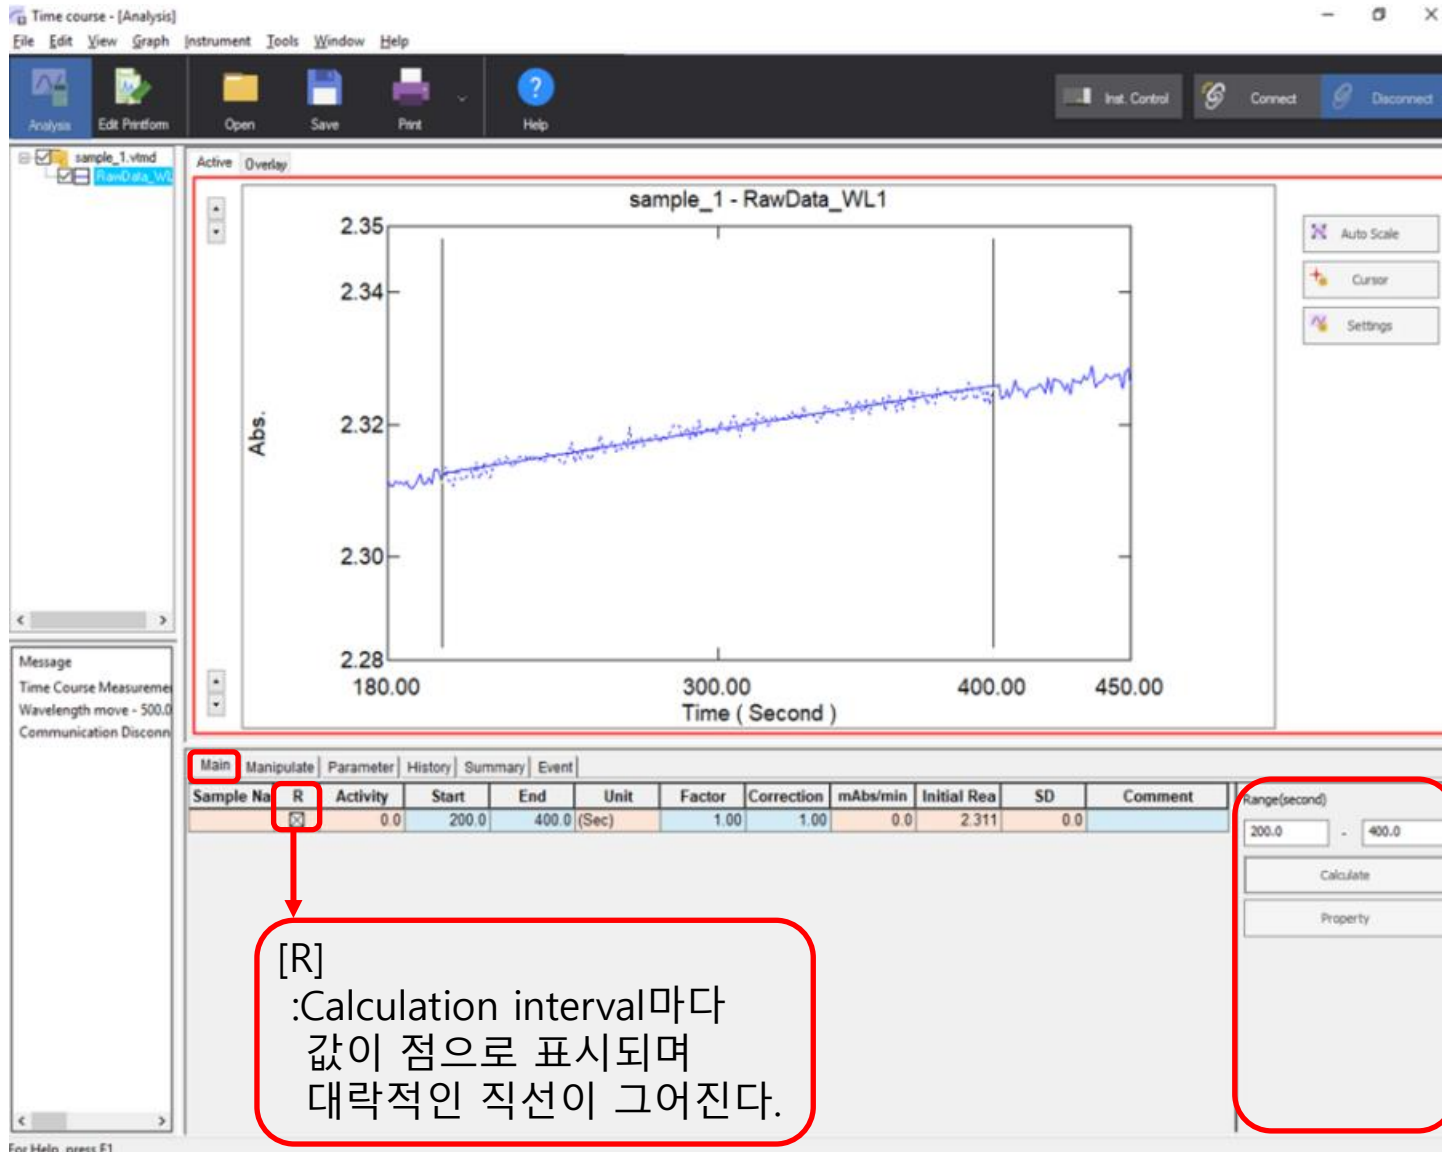 Time course - [Analysis]
File Edit View Graph Instrument Tools Window Help
Analysis Edit Printform Open Save Print Help Inst. Control Connect Disconnect
sample_1.vtmd
RawData_WL
Active Overlay
sample_1 - RawData_WL1
2.35
2.34
2.32
2.30
2.28
Abs.
180.00 300.00 400.00 450.00
Time ( Second )
Auto Scale
Cursor
Settings
Message
Time Course Measureme
Wavelength move - 500.0
Communication Disconn
Main Manipulate Parameter History Summary Event
Sample Na R Activity Start End Unit Factor Correction mAbs/min Initial Rea SD Comment
0.0 200.0 400.0 (Sec) 1.00 1.00 0.0 2.311 0.0
Range(second)
200.0 - 400.0
Calculate
Property
[R]
:Calculation interval마다
값이 점으로 표시되며
대략적인 직선이 그어진다.
For Help, press F1